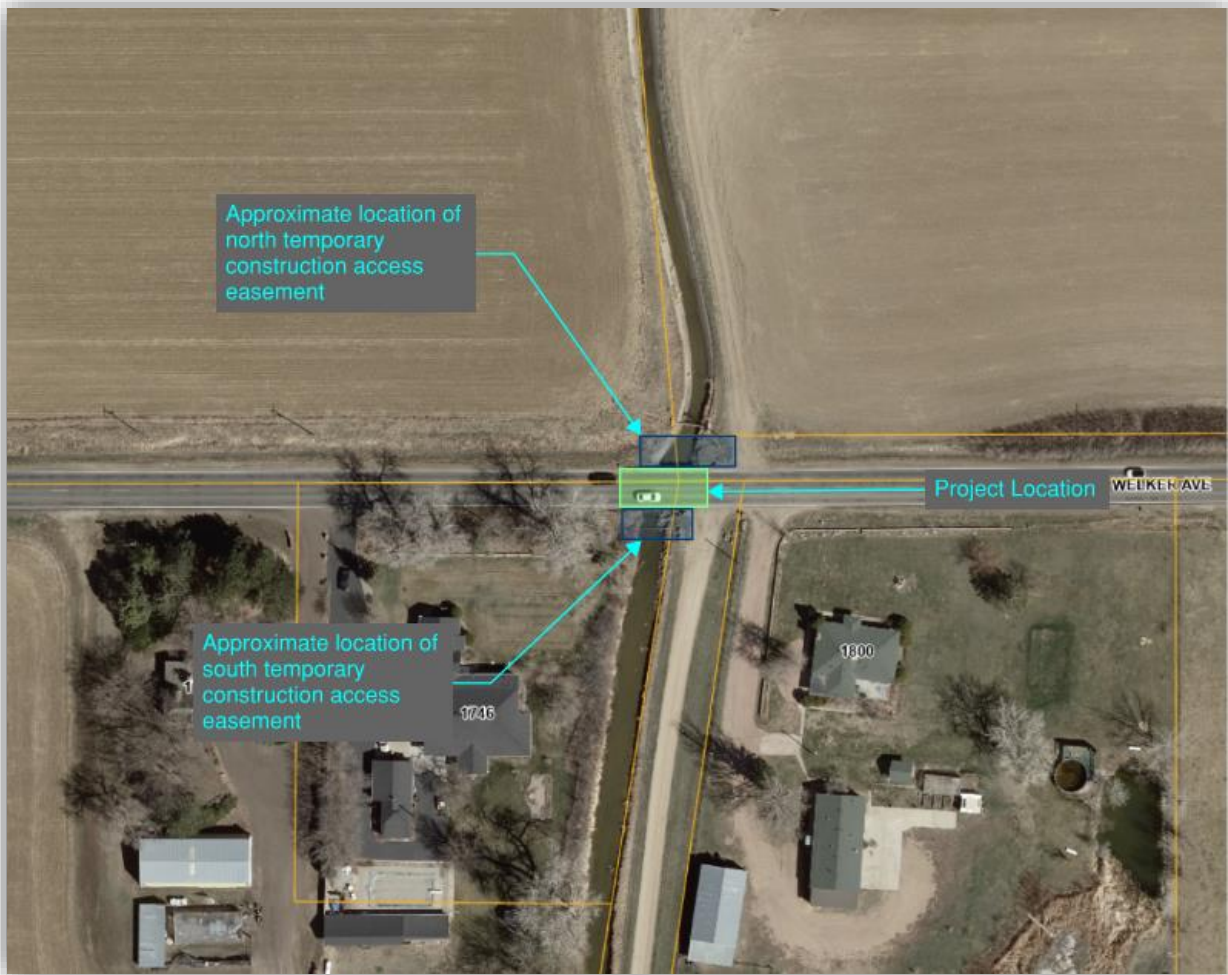 Approximate location of
north temporary
construction access
easement
Project Location
WELKER AVE
Approximate location of
south temporary
construction access
easement
1800
1
1746